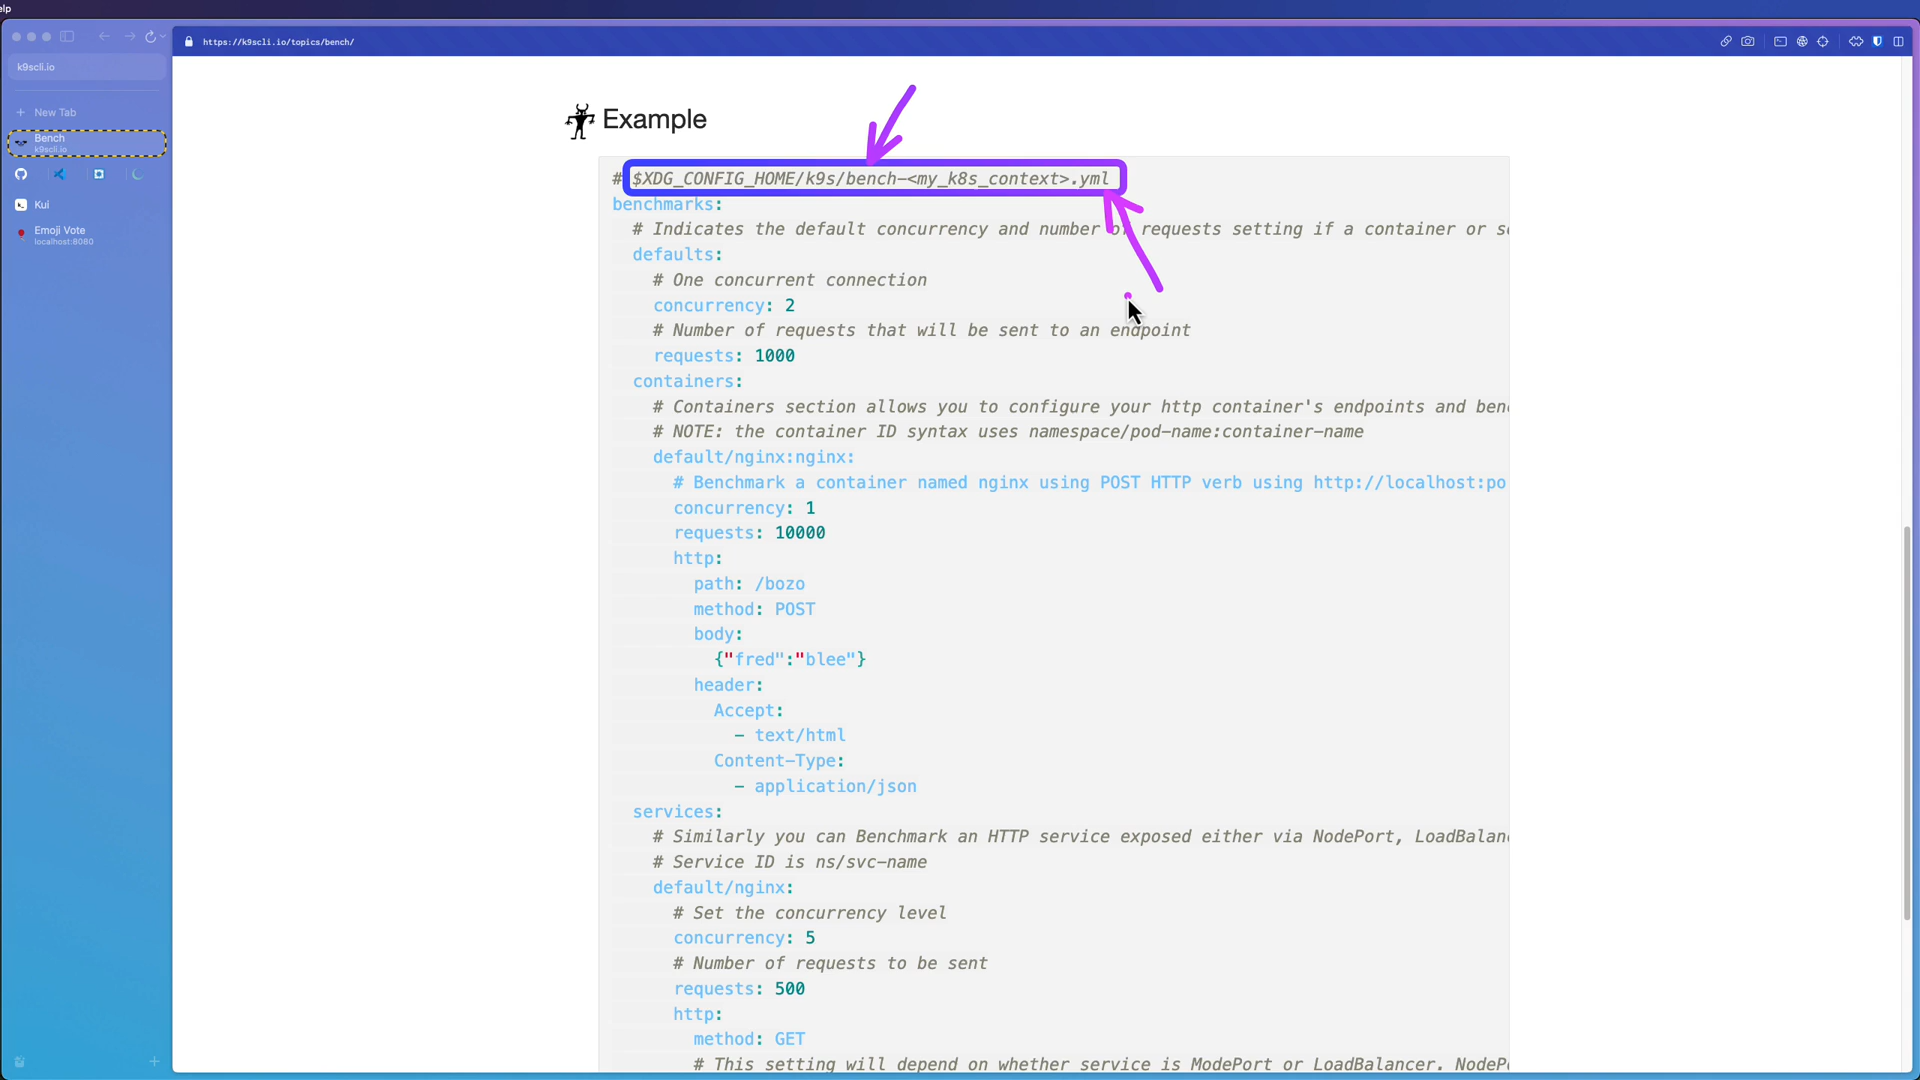 elp
https://k9scli.io/topics/bench/
k9scli.io
New Tab
Bench
k9scli.io
Kui
Emoji Vote
localhost:8080
Example
# $XDG_CONFIG_HOME/k9s/bench-<my_k8s_context>.yml
benchmarks:
# Indicates the default concurrency and number of requests setting if a container or se
defaults:
# One concurrent connection
concurrency: 2
# Number of requests that will be sent to an endpoint
requests: 1000
containers:
# Containers section allows you to configure your http container's endpoints and ben
# NOTE: the container ID syntax uses namespace/pod-name:container-name
default/nginx:nginx:
# Benchmark a container named nginx using POST HTTP verb using http://localhost:po
concurrency: 1
requests: 10000
http:
path: /bozo
method: POST
body:
{"fred":"blee"}
header:
Accept:
- text/html
Content-Type:
- application/json
services:
# Similarly you can Benchmark an HTTP service exposed either via NodePort, LoadBalan
# Service ID is ns/svc-name
default/nginx:
# Set the concurrency level
concurrency: 5
# Number of requests to be sent
requests: 500
http:
method: GET
# This setting will depend on whether service is ModePort or LoadBalancer. NodeP